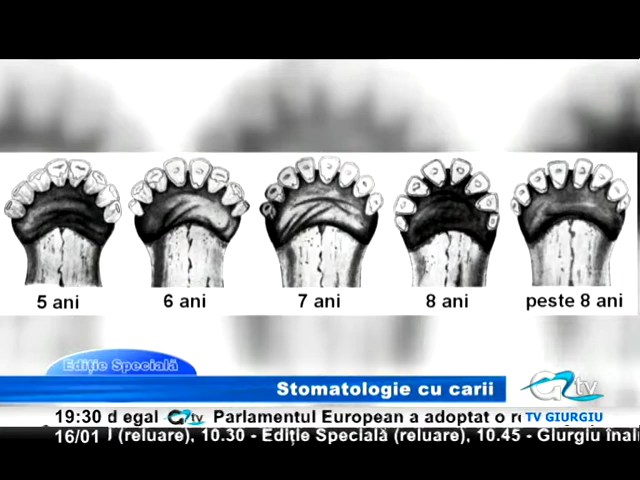 5 ani 6 ani 7 ani 8 ani peste 8 ani
Ediție Specială
Stomatologie cu carii
tv
19:30 d egal tv Parlamentul European a adoptat o
TV GIURGIU
16/01 (reluare), 10.30 - Ediție Specială (reluare), 10.45 - Giurgiu